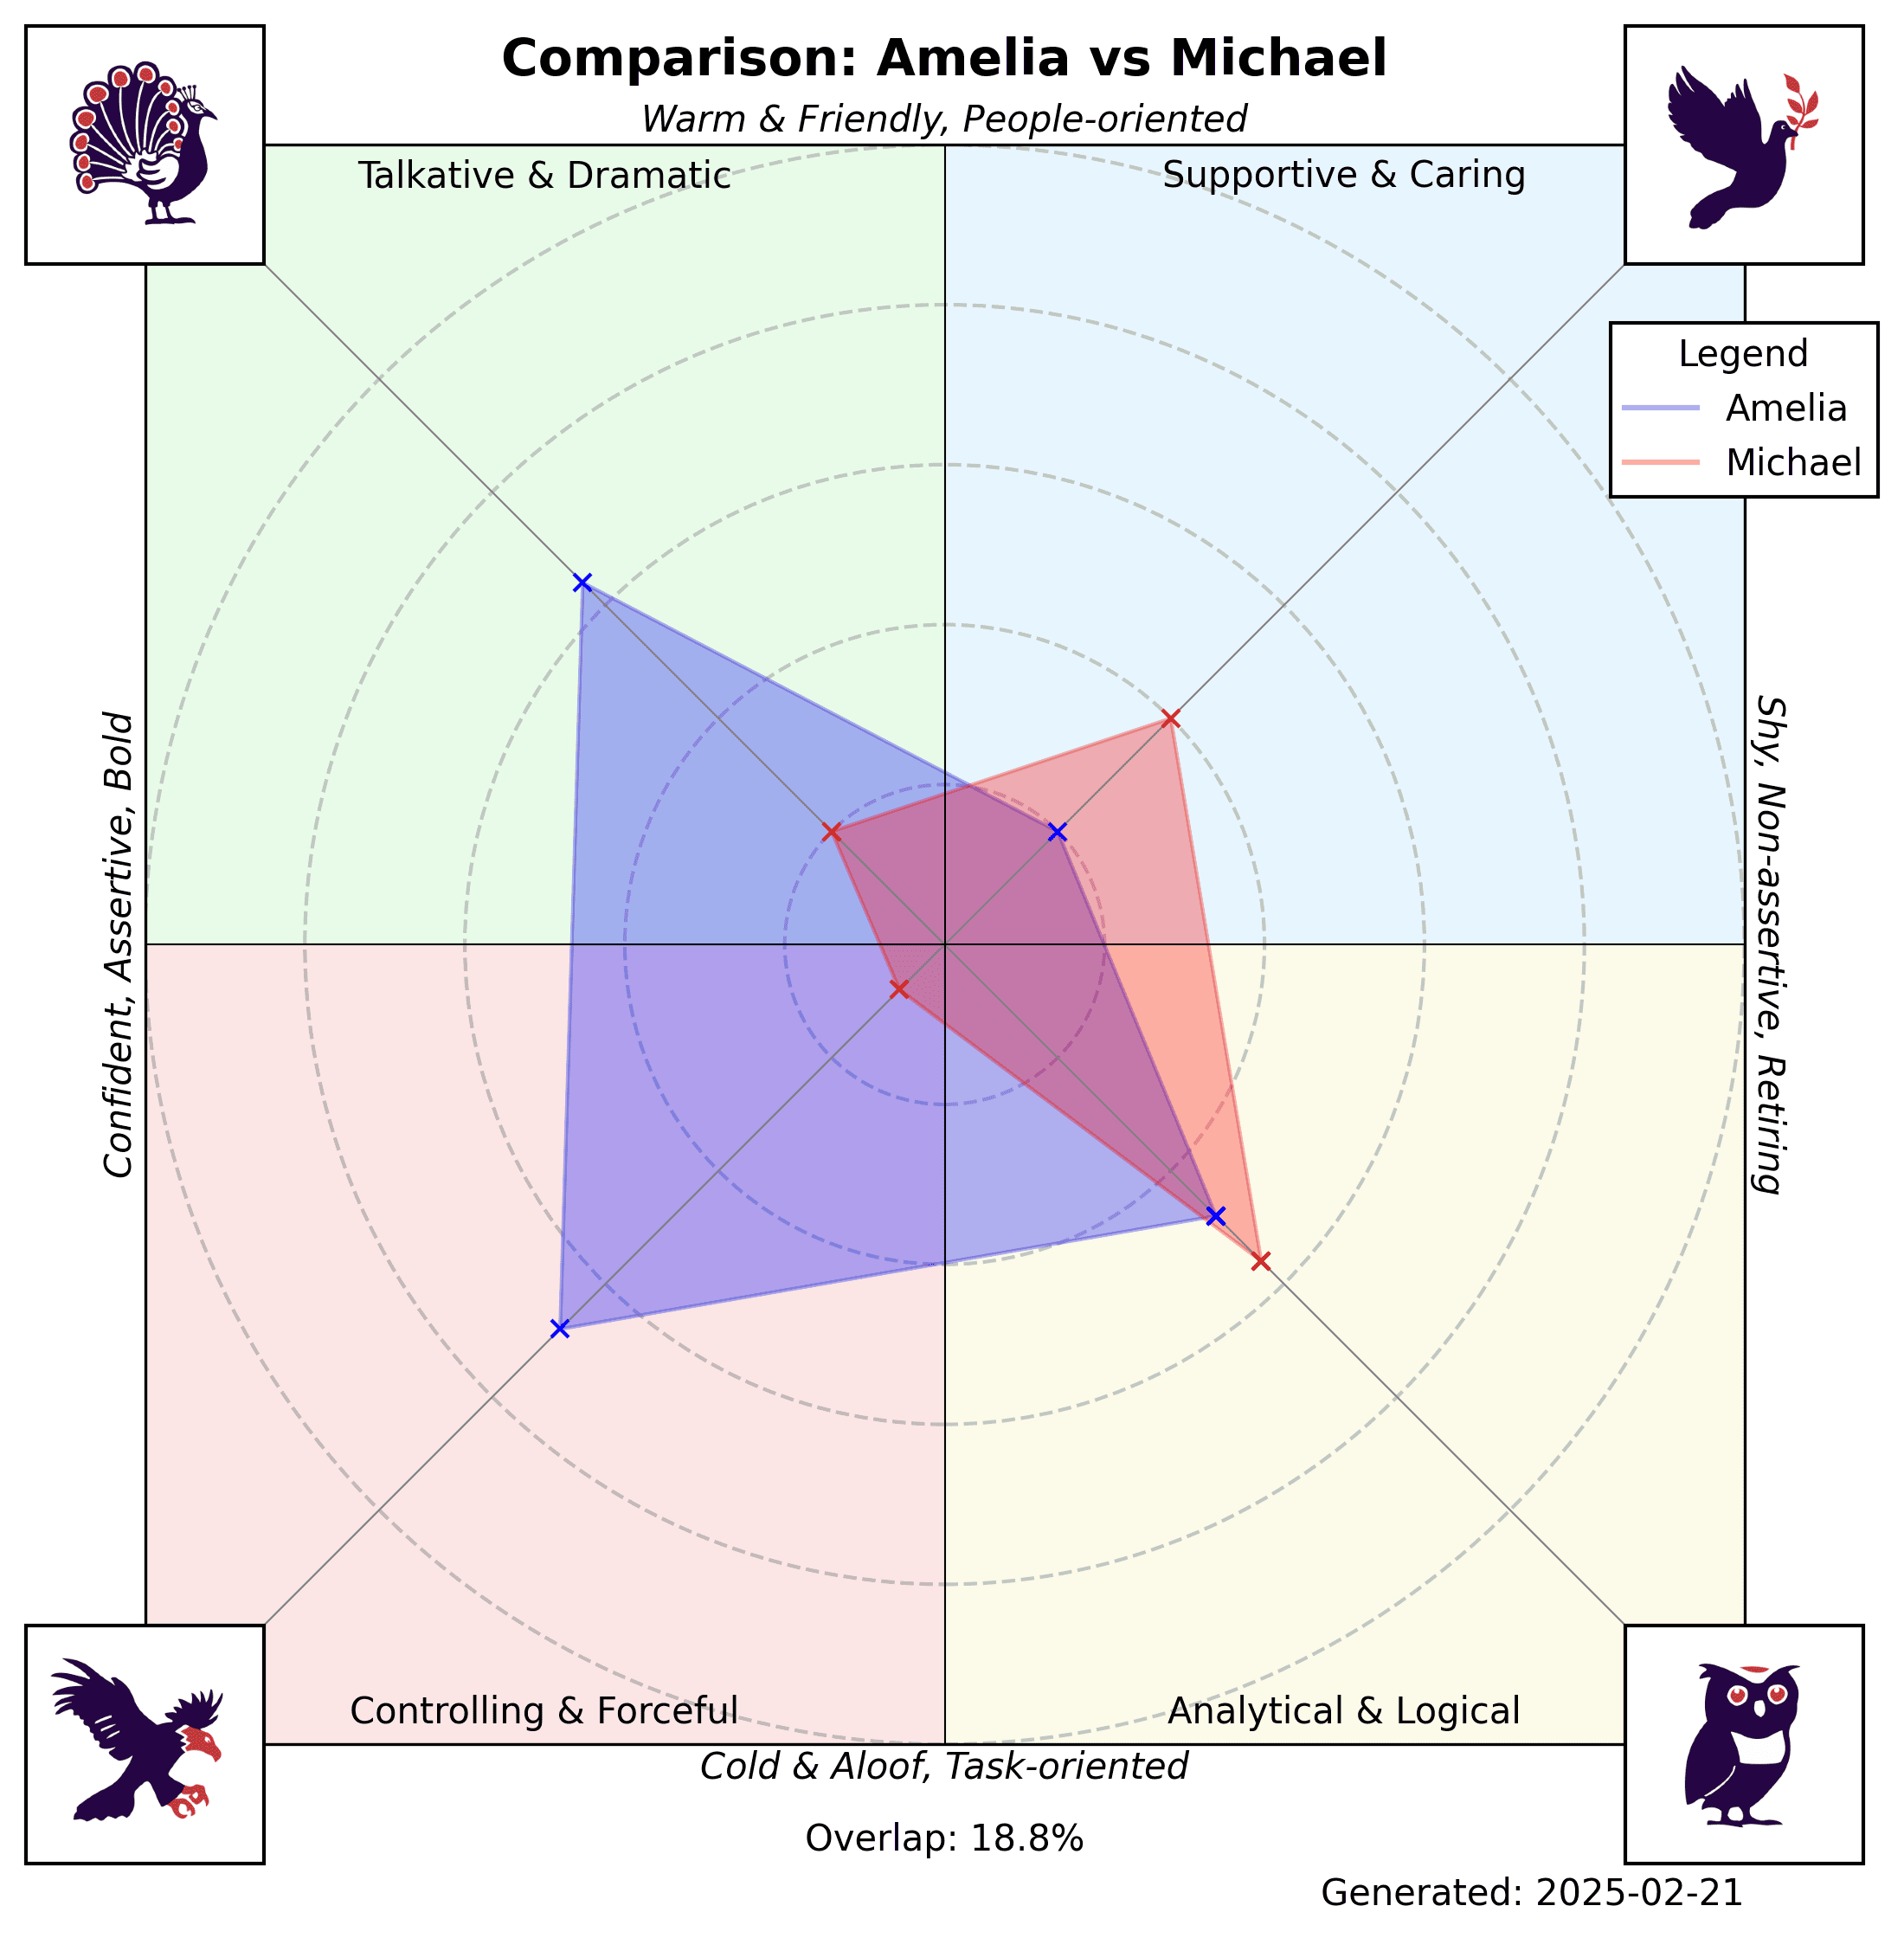 Comparison: Amelia vs Michael
Warm & Friendly, People-oriented
Talkative & Dramatic
Supportive & Caring
Legend
Amelia
Michael
Confident, Assertive, Bold
Shy, Non-assertive, Retiring
Controlling & Forceful
Analytical & Logical
Cold & Aloof, Task-oriented
Overlap: 18.8%
Generated: 2025-02-21